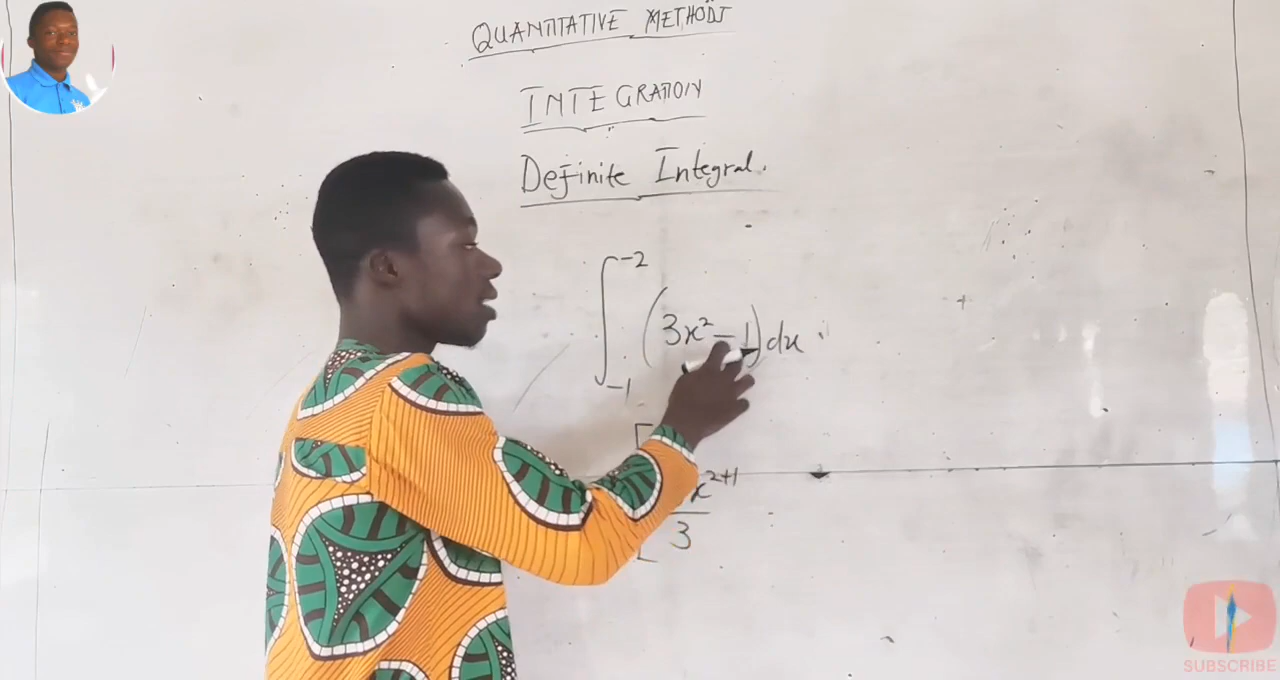 QUANTITATIVE METHODS
INTEGRATION
Definite Integral.
∫₋₁⁻² (3x² − 1) dx
x²⁺¹
3
SUBSCRIBE